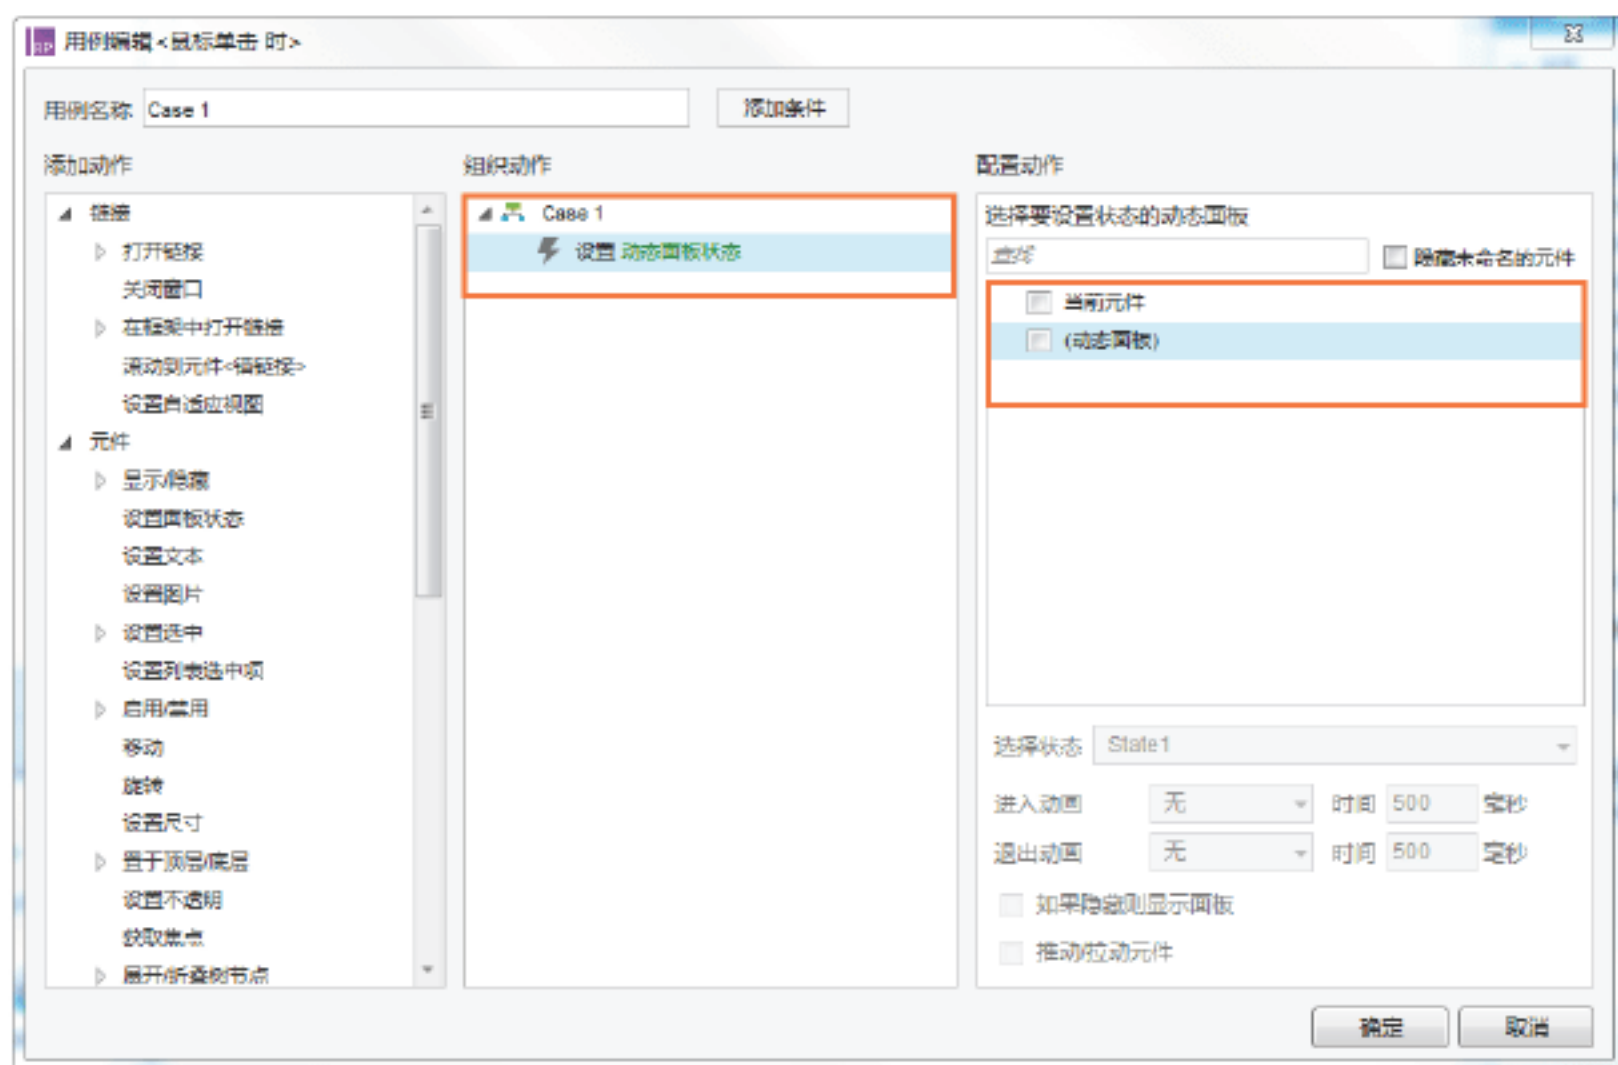 用例编辑<鼠标单击 时>
用例名称 Case 1 添加条件
添加动作
链接
打开链接
关闭窗口
在框架中打开链接
滚动到元件<锚链接>
设置自适应视图
元件
显示/隐藏
设置面板状态
设置文本
设置图片
设置选中
设置列表选中项
启用/禁用
移动
旋转
设置尺寸
置于顶层/底层
设置不透明
获取焦点
展开/折叠树节点
组织动作
Case 1
设置 动态面板状态
配置动作
选择要设置状态的动态面板
查找 隐藏未命名的元件
当前元件
(动态面板)
选择状态 State1
进入动画 无 时间 500 毫秒
退出动画 无 时间 500 毫秒
如果隐藏则显示面板
推动/拉动元件
确定 取消